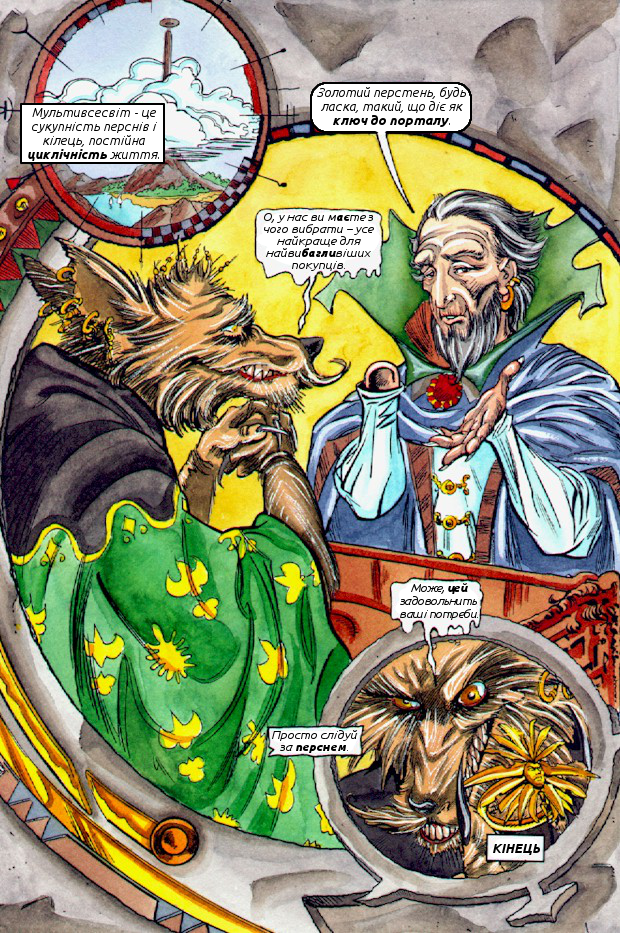 Мультивсесвіт - це
сукупність перснів і
кілець, постійна
циклічність життя.
Золотий перстень, будь
ласка, такий, що діє як
ключ до порталу.
О, у нас ви маєте з
чого вибрати – усе
найкраще для
найвибагливіших
покупців.
Може, цей
задовольнить
ваші потреби.
Просто слідуй
за перснем.
КІНЕЦЬ